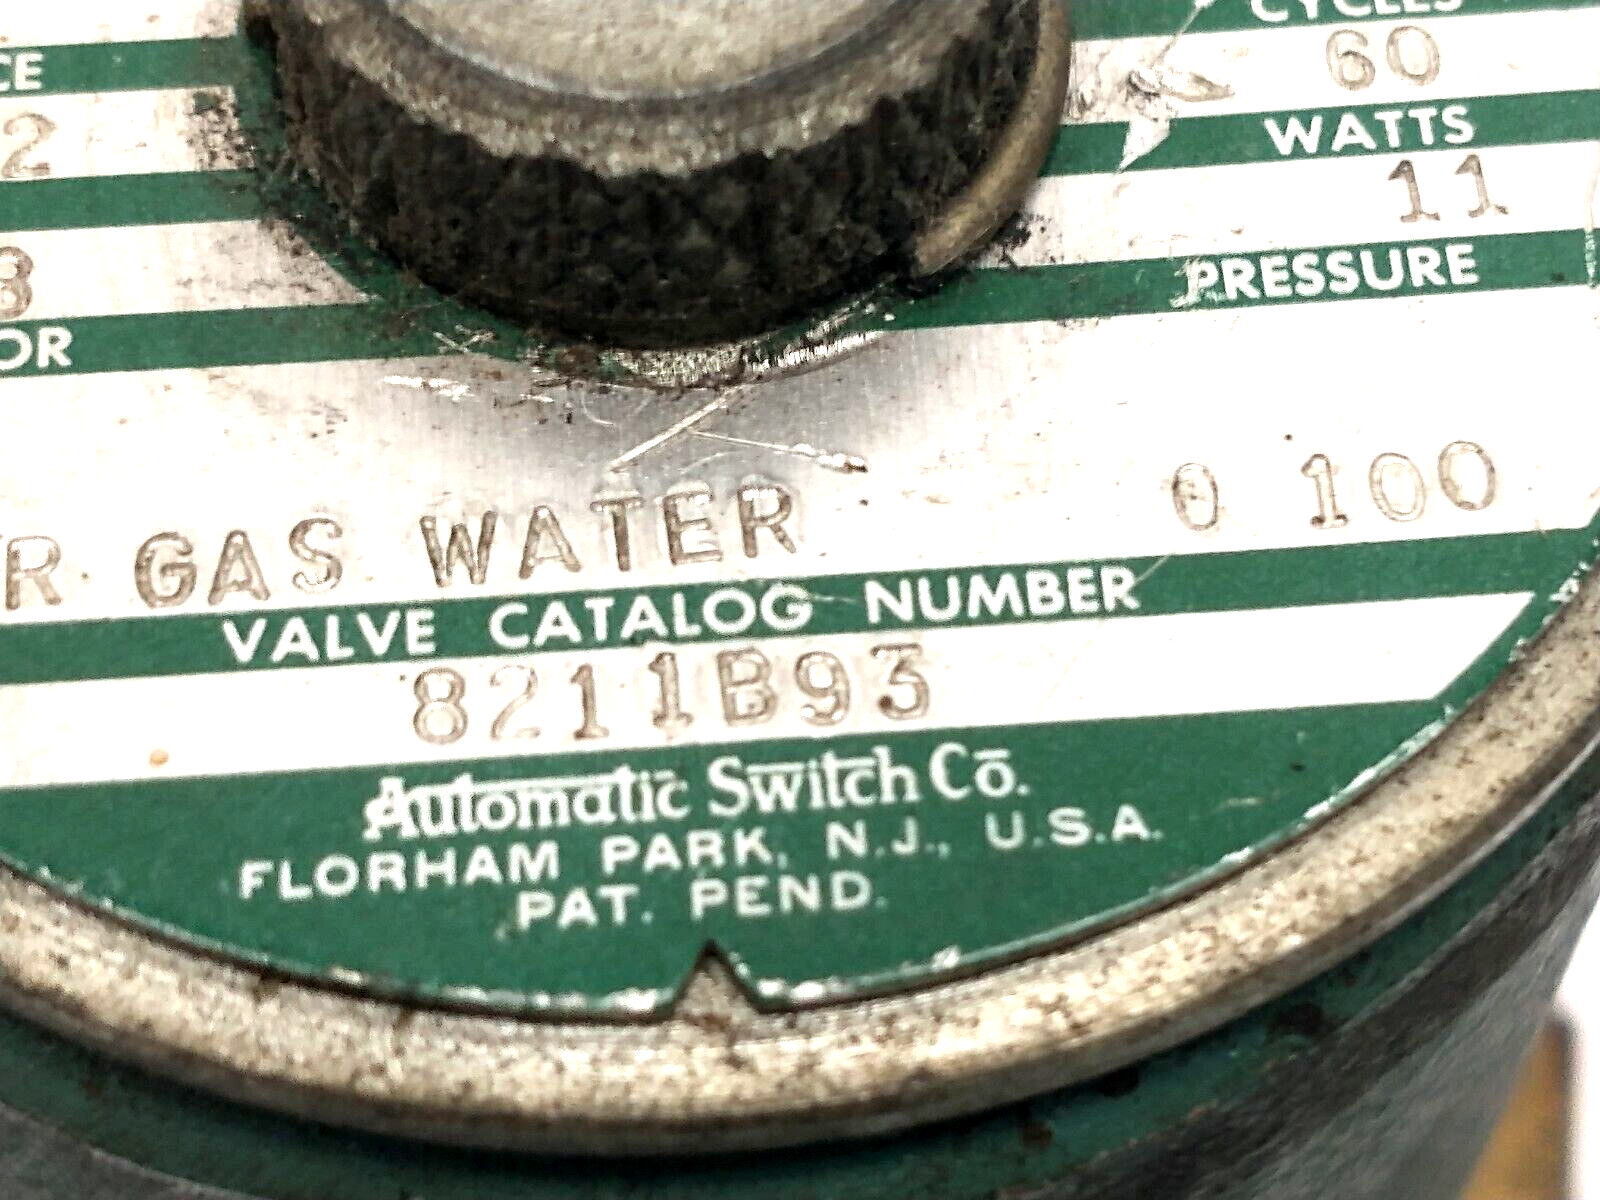 CYCLES
CE 60
2 WATTS
11
3 PRESSURE
OR
R GAS WATER 0 100
VALVE CATALOG NUMBER
8211B93
Automatic Switch Co.
FLORHAM PARK, N.J., U.S.A.
PAT. PEND.